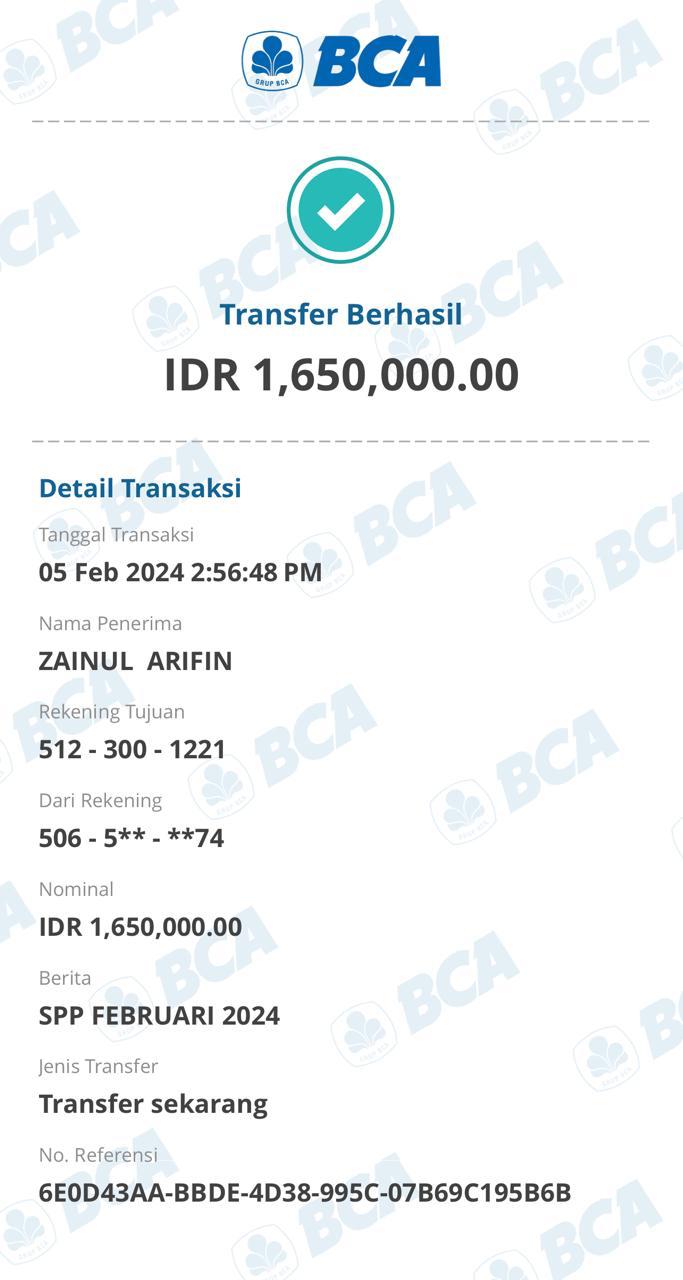 GRUP BCA
BCA
Transfer Berhasil
IDR 1,650,000.00
Detail Transaksi
Tanggal Transaksi
05 Feb 2024 2:56:48 PM
Nama Penerima
ZAINUL  ARIFIN
Rekening Tujuan
512 - 300 - 1221
Dari Rekening
506 - 5** - **74
Nominal
IDR 1,650,000.00
Berita
SPP FEBRUARI 2024
Jenis Transfer
Transfer sekarang
No. Referensi
6E0D43AA-BBDE-4D38-995C-07B69C195B6B